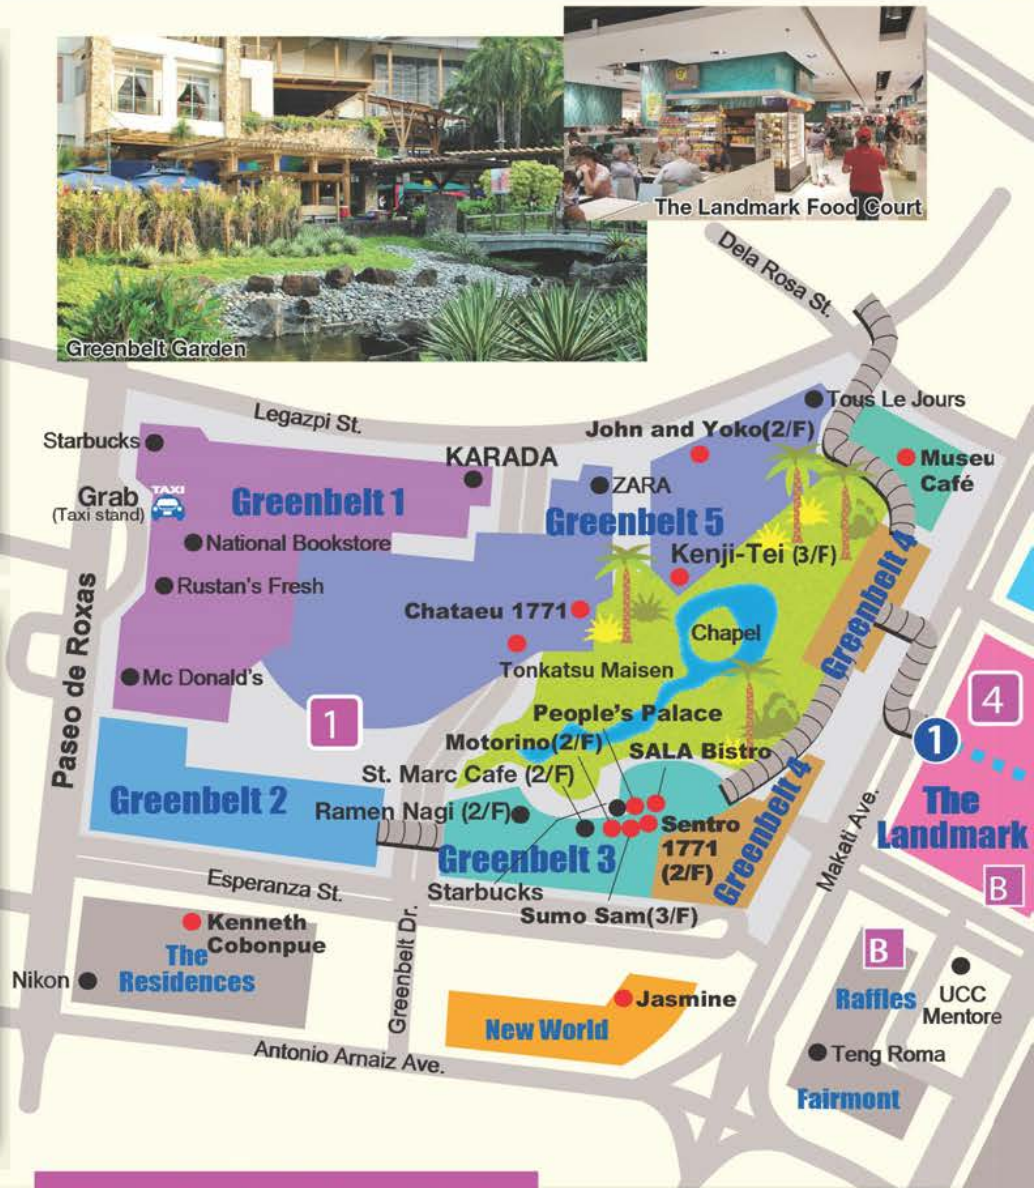 The Landmark Food Court
Greenbelt Garden
Dela Rosa St.
Legazpi St.
Tous Le Jours
John and Yoko(2/F)
Starbucks
KARADA
Museu
Café
Grab
(Taxi stand)
TAXI
Greenbelt 1
ZARA
Greenbelt 5
National Bookstore
Kenji-Tei (3/F)
Rustan's Fresh
Greenbelt 4
Chataeu 1771
Chapel
Paseo de Roxas
Tonkatsu Maisen
Mc Donald's
1
4
People's Palace
1
Motorino(2/F)
SALA Bistro
St. Marc Cafe (2/F)
Greenbelt 2
Ramen Nagi (2/F)
Sentro
1771
(2/F)
Greenbelt 4
Makati Ave.
The
Landmark
Greenbelt 3
Starbucks
B
Esperanza St.
Sumo Sam(3/F)
Kenneth
Cobonpue
The
Residences
Greenbelt Dr.
B
Nikon
Jasmine
Raffles
UCC
Mentore
New World
Antonio Arnaiz Ave.
Teng Roma
Fairmont